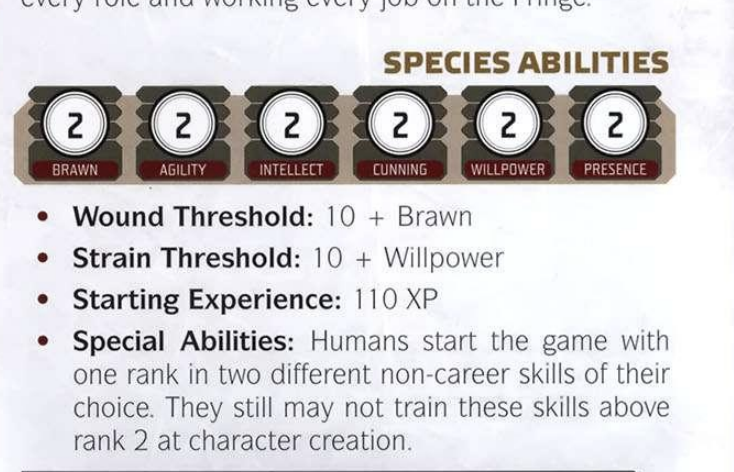 every role and working every job on the Fringe.
SPECIES ABILITIES
2 2 2 2 2 2
BRAWN AGILITY INTELLECT CUNNING WILLPOWER PRESENCE
• Wound Threshold: 10 + Brawn
• Strain Threshold: 10 + Willpower
• Starting Experience: 110 XP
• Special Abilities: Humans start the game with
one rank in two different non-career skills of their
choice. They still may not train these skills above
rank 2 at character creation.